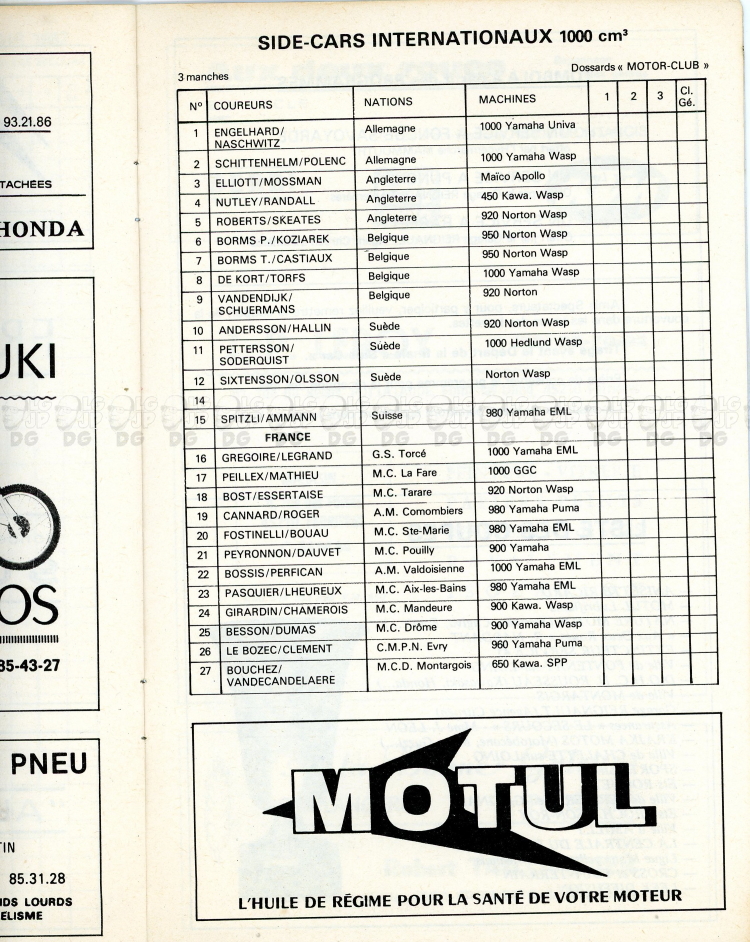 93.21.86
TACHÉES
HONDA
UKI
OS
85-43-27
PNEU
TIN
85.31.28
NDS LOURDS
ELISME
SIDE-CARS INTERNATIONAUX 1000 cm³
3 manches Dossards « MOTOR-CLUB »
N° COUREURS NATIONS MACHINES 1 2 3 Cl. Gé.
1 ENGELHARD/ Allemagne 1000 Yamaha Univa
NASCHWITZ
2 SCHITTENHELM/POLENC Allemagne 1000 Yamaha Wasp
3 ELLIOTT/MOSSMAN Angleterre Maïco Apollo
4 NUTLEY/RANDALL Angleterre 450 Kawa. Wasp
5 ROBERTS/SKEATES Angleterre 920 Norton Wasp
6 BORMS P./KOZIAREK Belgique 950 Norton Wasp
7 BORMS T./CASTIAUX Belgique 950 Norton Wasp
8 DE KORT/TORFS Belgique 1000 Yamaha Wasp
9 VANDENDIJK/ Belgique 920 Norton
SCHUERMANS
10 ANDERSSON/HALLIN Suède 920 Norton Wasp
11 PETTERSSON/ Suède 1000 Hedlund Wasp
SODERQUIST
12 SIXTENSSON/OLSSON Suède Norton Wasp
14
15 SPITZLI/AMMANN Suisse 980 Yamaha EML
FRANCE
16 GREGOIRE/LEGRAND G.S. Torcé 1000 Yamaha EML
17 PEILLEX/MATHIEU M.C. La Fare 1000 GGC
18 BOST/ESSERTAISE M.C. Tarare 920 Norton Wasp
19 CANNARD/ROGER A.M. Comombiers 980 Yamaha Puma
20 FOSTINELLI/BOUAU M.C. Ste-Marie 980 Yamaha EML
21 PEYRONNON/DAUVET M.C. Pouilly 900 Yamaha
22 BOSSIS/PERFICAN A.M. Valdoisienne 1000 Yamaha EML
23 PASQUIER/LHEUREUX M.C. Aix-les-Bains 980 Yamaha EML
24 GIRARDIN/CHAMEROIS M.C. Mandeure 900 Kawa. Wasp
25 BESSON/DUMAS M.C. Drôme 900 Yamaha Wasp
26 LE BOZEC/CLEMENT C.M.P.N. Evry 960 Yamaha Puma
27 BOUCHEZ/ M.C.D. Montargois 650 Kawa. SPP
VANDECANDELAERE
MOTUL
L'HUILE DE RÉGIME POUR LA SANTÉ DE VOTRE MOTEUR